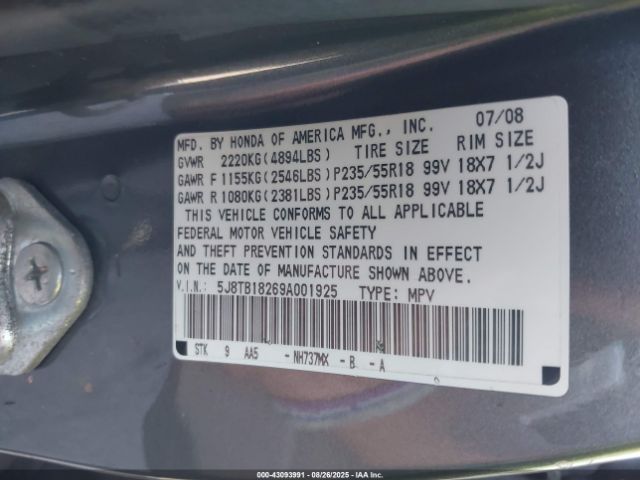 MFD. BY HONDA OF AMERICA MFG., INC. 07/08
GVWR 2220KG(4894LBS) TIRE SIZE RIM SIZE
GAWR F 1155KG(2546LBS) P235/55R18 99V 18X7 1/2J
GAWR R 1080KG(2381LBS) P235/55R18 99V 18X7 1/2J
THIS VEHICLE CONFORMS TO ALL APPLICABLE
FEDERAL MOTOR VEHICLE SAFETY
AND THEFT PREVENTION STANDARDS IN EFFECT
ON THE DATE OF MANUFACTURE SHOWN ABOVE.
V.I.N.: 5J8TB18269A001925 TYPE: MPV
STK 9 AA5 -NH737MX -B -A
000-43093991 - 08/26/2025 - IAANI.COM